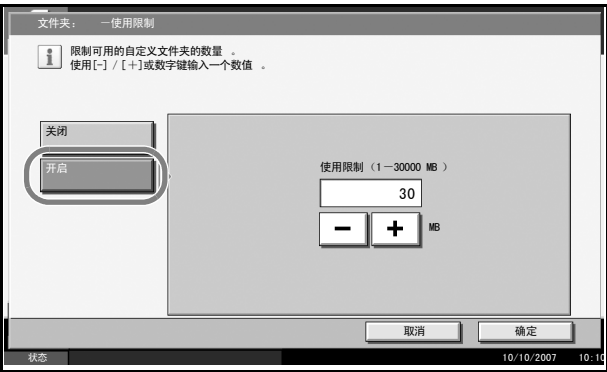 文件夹： －使用限制
限制可用的自定义文件夹的数量 。
使用[-] / [＋]或数字键输入一个数值 。
关闭
开启
使用限制 （1－30000 MB ）
30
－ ＋ MB
取消 确定
状态 10/10/2007 10:10